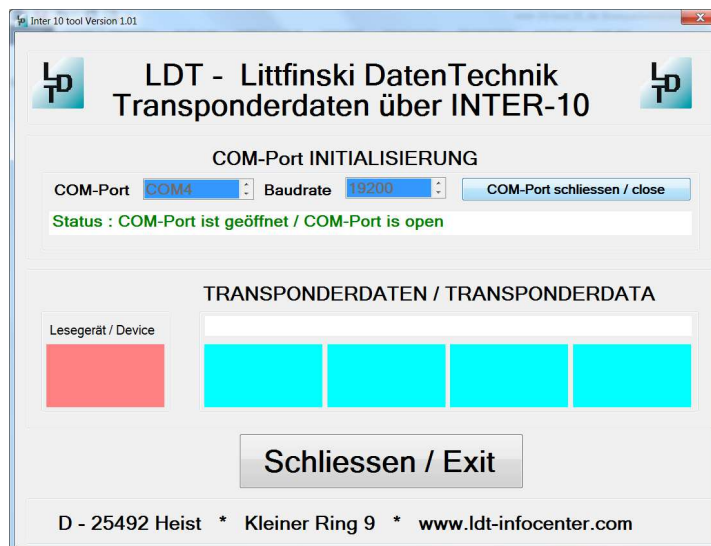 Inter 10 tool Version 1.01
LDT
LDT - Littfinski DatenTechnik
Transponderdaten über INTER-10
LDT
COM-Port INITIALISIERUNG
COM-Port COM4 Baudrate 19200 COM-Port schliessen / close
Status : COM-Port ist geöffnet / COM-Port is open
TRANSPONDERDATEN / TRANSPONDERDATA
Lesegerät / Device
Schliessen / Exit
D - 25492 Heist * Kleiner Ring 9 * www.ldt-infocenter.com